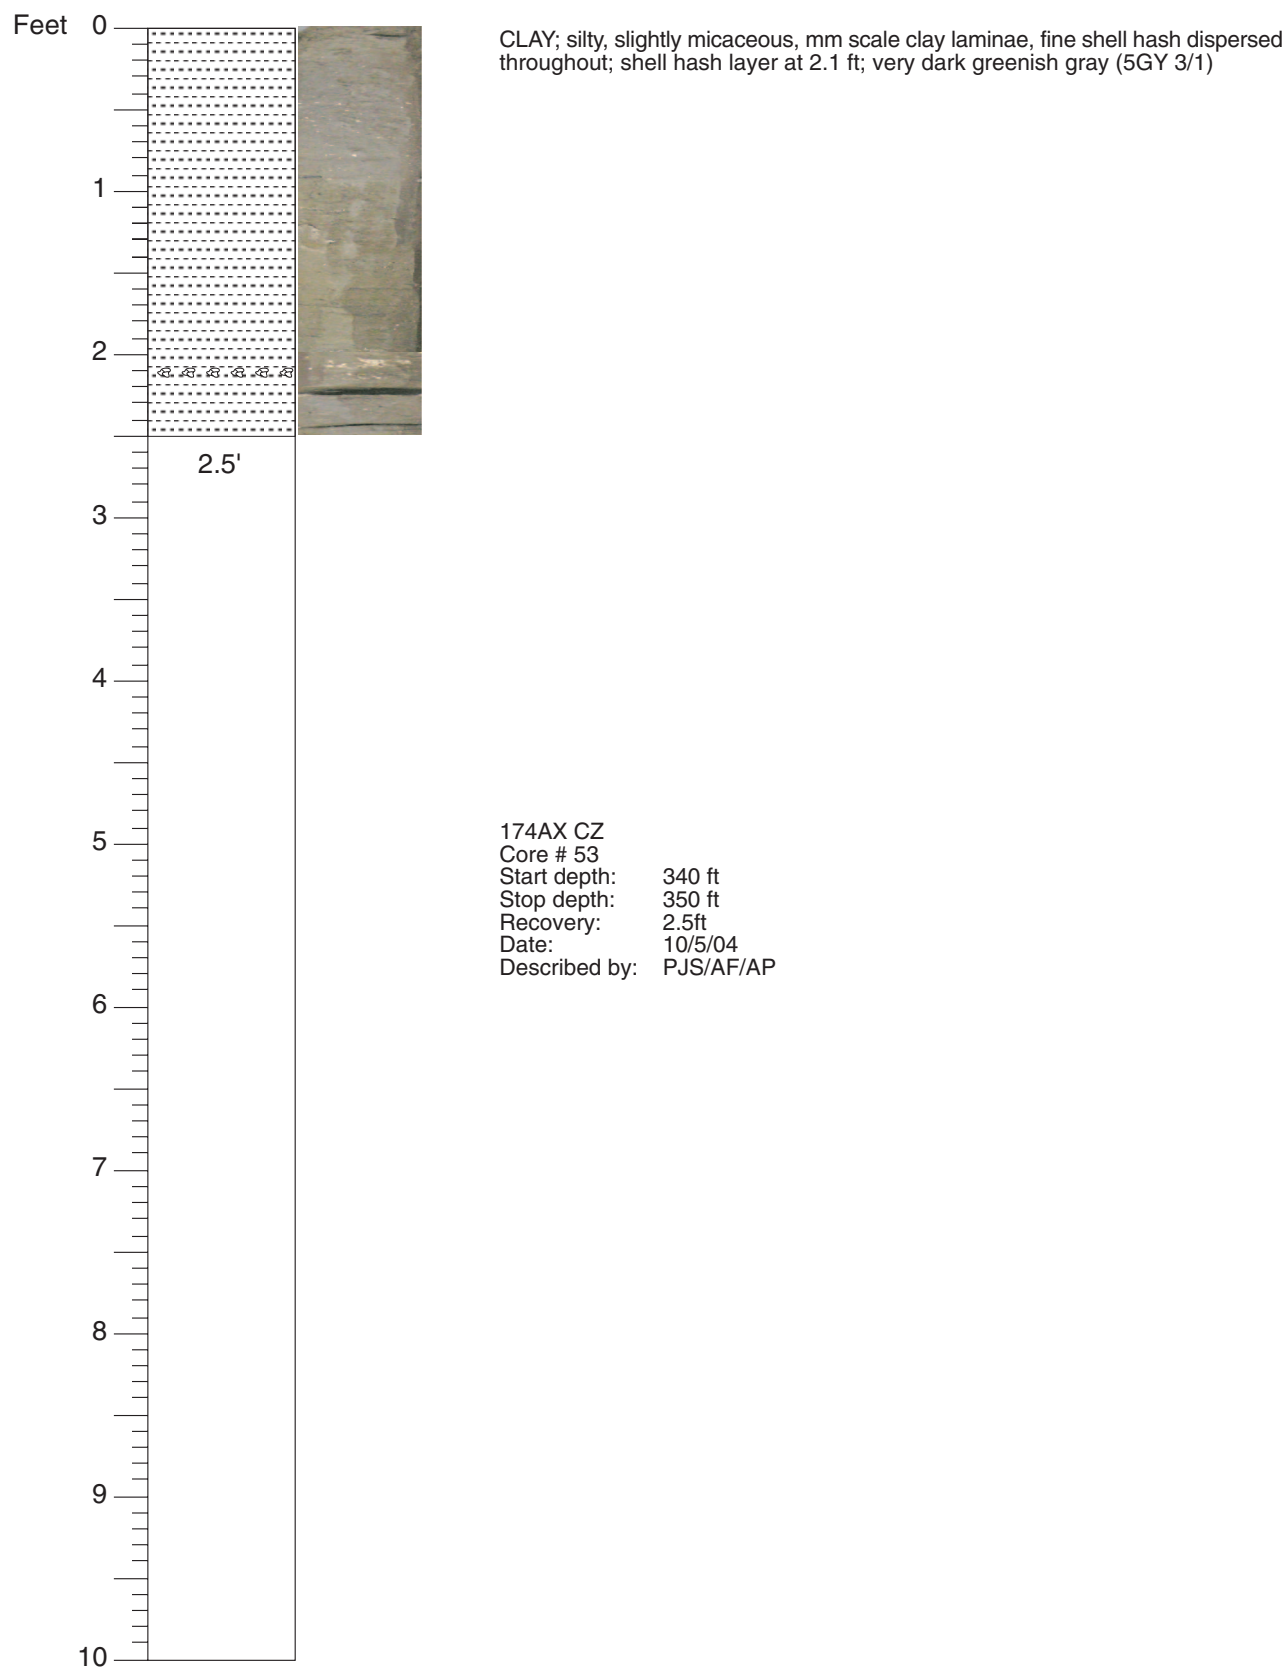 Feet 0
CLAY; silty, slightly micaceous, mm scale clay laminae, fine shell hash dispersed
throughout; shell hash layer at 2.1 ft; very dark greenish gray (5GY 3/1)
1
2
2.5'
3
4
5
174AX CZ
Core # 53
Start depth: 340 ft
Stop depth: 350 ft
Recovery: 2.5ft
Date: 10/5/04
Described by: PJS/AF/AP
6
7
8
9
10